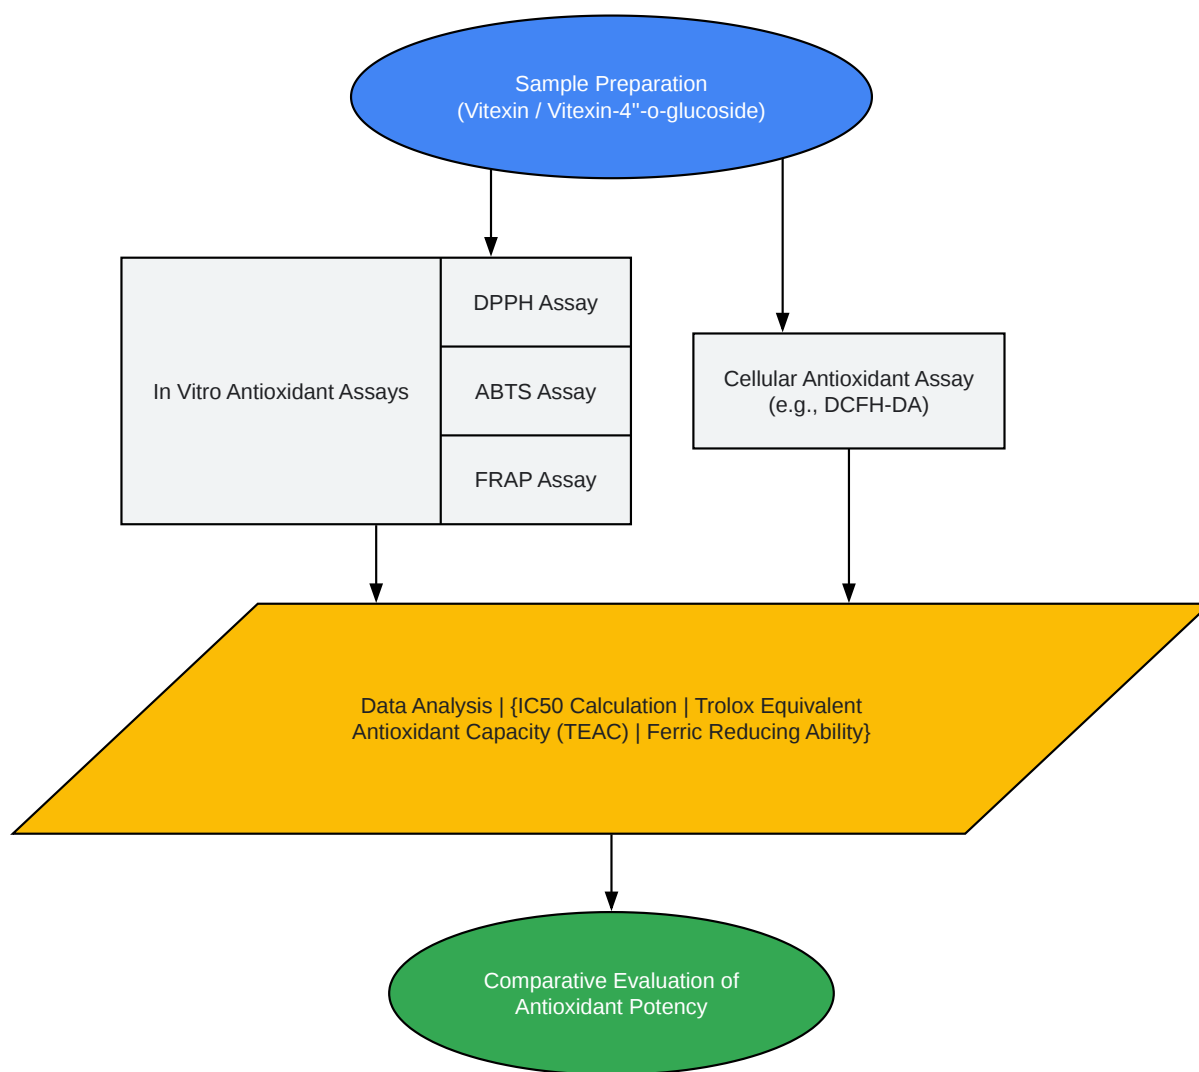 Sample Preparation
(Vitexin / Vitexin-4"-o-glucoside)
In Vitro Antioxidant Assays
DPPH Assay
ABTS Assay
FRAP Assay
Cellular Antioxidant Assay
(e.g., DCFH-DA)
Data Analysis | {IC50 Calculation | Trolox Equivalent
Antioxidant Capacity (TEAC) | Ferric Reducing Ability}
Comparative Evaluation of
Antioxidant Potency